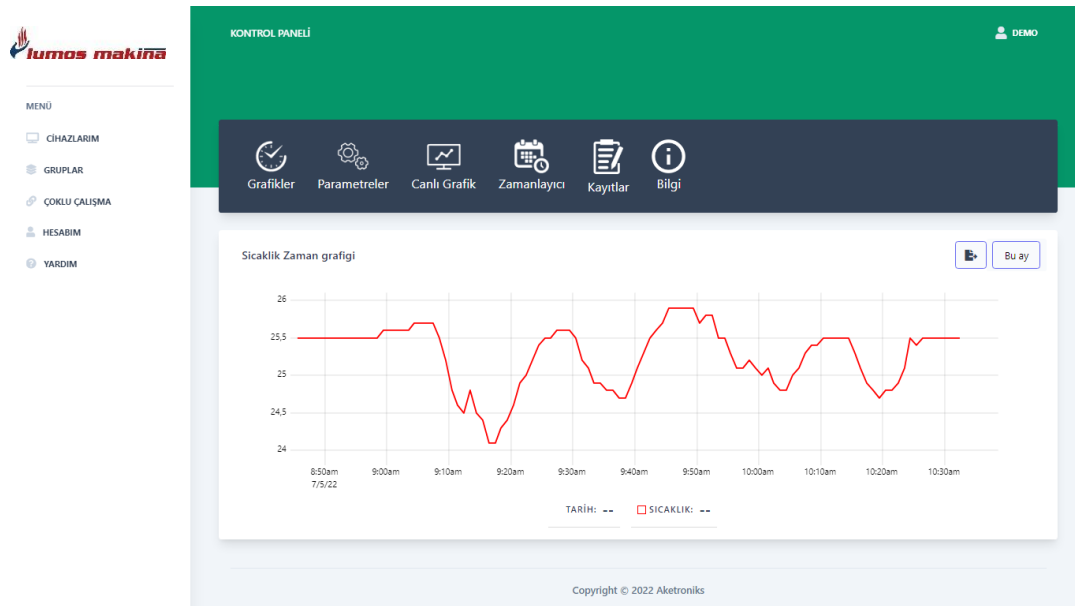 lumos makina
MENÜ
CİHAZLARIM
GRUPLAR
ÇOKLU ÇALIŞMA
HESABIM
YARDIM
KONTROL PANELİ
DEMO
Grafikler
Parametreler
Canlı Grafik
Zamanlayıcı
Kayıtlar
Bilgi
Sicaklik Zaman grafigi
Bu ay
26
25,5
25
24,5
24
8:50am 9:00am 9:10am 9:20am 9:30am 9:40am 9:50am 10:00am 10:10am 10:20am 10:30am
7/5/22
TARİH: -- SICAKLIK: --
Copyright © 2022 Aketroniks